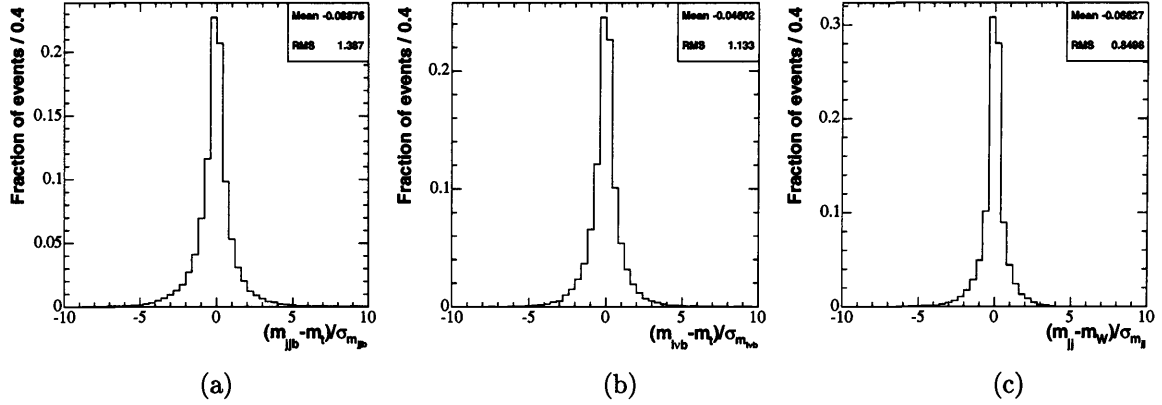 Fraction of events / 0.4
Mean -0.08876
RMS 1.367
0.2
0.15
0.1
0.05
0
-10 -5 0 5 10
(m_jjb-m_t)/σ_m_jjb
(a)
Fraction of events / 0.4
Mean -0.04602
RMS 1.133
0.2
0.1
0
-10 -5 0 5 10
(m_lνb-m_t)/σ_m_lνb
(b)
Fraction of events / 0.4
Mean -0.06627
RMS 0.8498
0.3
0.2
0.1
0
-10 -5 0 5 10
(m_jj-m_W)/σ_m_jj
(c)